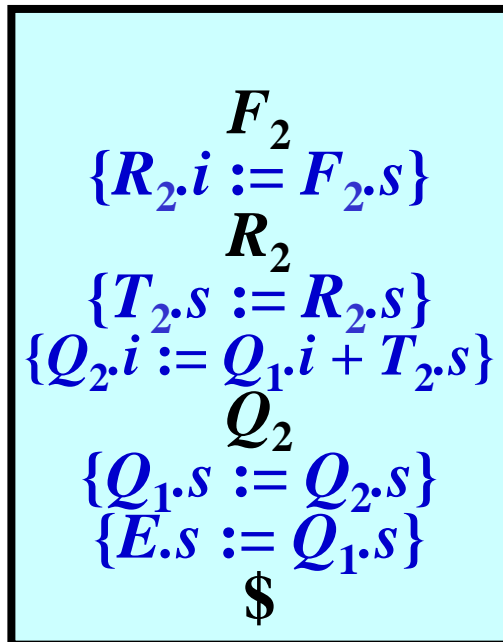 F₂
{R₂.i := F₂.s}
R₂
{T₂.s := R₂.s}
{Q₂.i := Q₁.i + T₂.s}
Q₂
{Q₁.s := Q₂.s}
{E.s := Q₁.s}
$